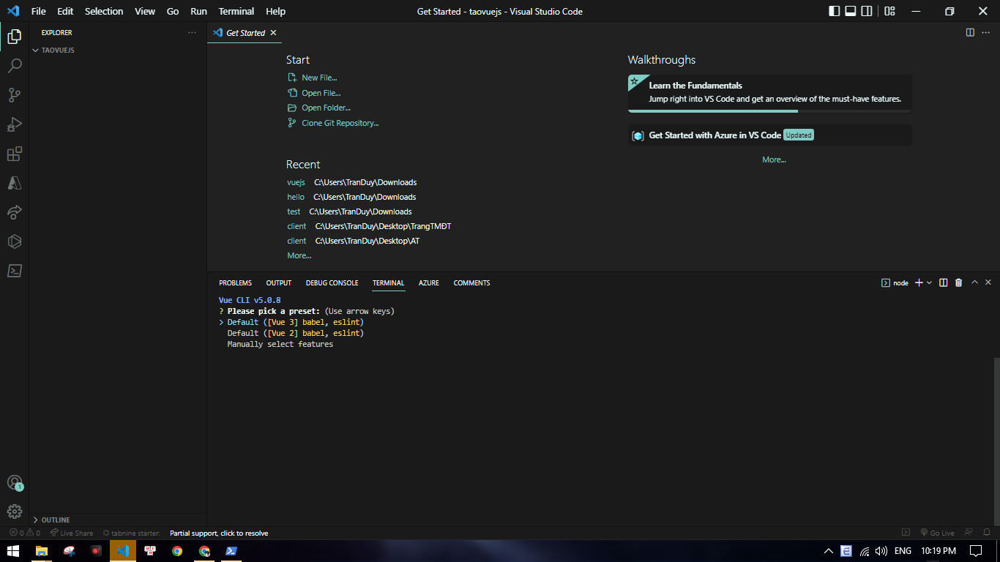 File Edit Selection View Go Run Terminal Help
Get Started - taovuejs - Visual Studio Code
EXPLORER
TAOVUEJS
Get Started
Start
New File...
Open File...
Open Folder...
Clone Git Repository...
Recent
vuejs C:\Users\TranDuy\Downloads
hello C:\Users\TranDuy\Downloads
test C:\Users\TranDuy\Downloads
client C:\Users\TranDuy\Desktop\TrangTMĐT
client C:\Users\TranDuy\Desktop\AT
More...
Walkthroughs
Learn the Fundamentals
Jump right into VS Code and get an overview of the must-have features.
Get Started with Azure in VS Code Updated
More...
PROBLEMS OUTPUT DEBUG CONSOLE TERMINAL AZURE COMMENTS
node
Vue CLI v5.0.8
? Please pick a preset: (Use arrow keys)
> Default ([Vue 3] babel, eslint)
Default ([Vue 2] babel, eslint)
Manually select features
1
OUTLINE
0 0 Live Share tabnine starter: Partial support, click to resolve
Go Live
ENG 10:19 PM